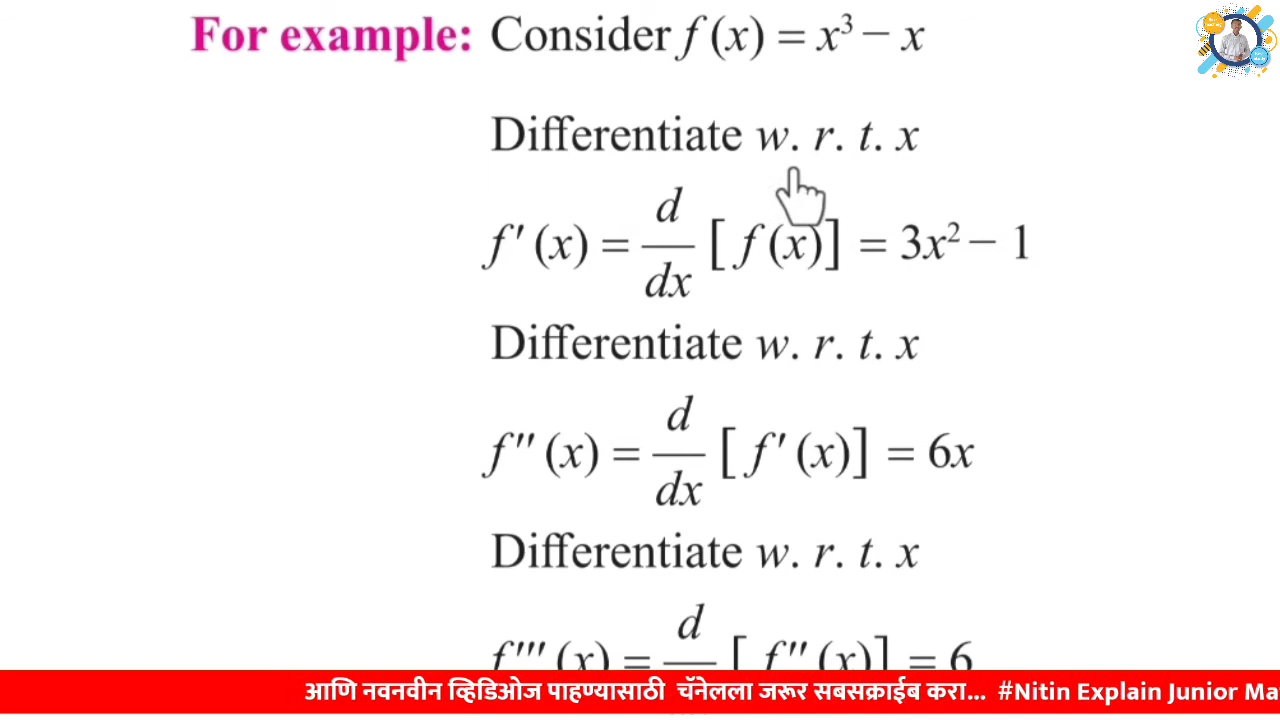 For example: Consider f (x) = x³ − x
Differentiate w. r. t. x
f′ (x) = d/dx [ f (x)] = 3x² − 1
Differentiate w. r. t. x
f″ (x) = d/dx [ f′ (x)] = 6x
Differentiate w. r. t. x
f‴ (x) = d [ f″ (x)] = 6
आणि नवनवीन व्हिडिओज पाहण्यासाठी चॅनेलला जरूर सबसक्राईब करा... #Nitin Explain Junior Ma